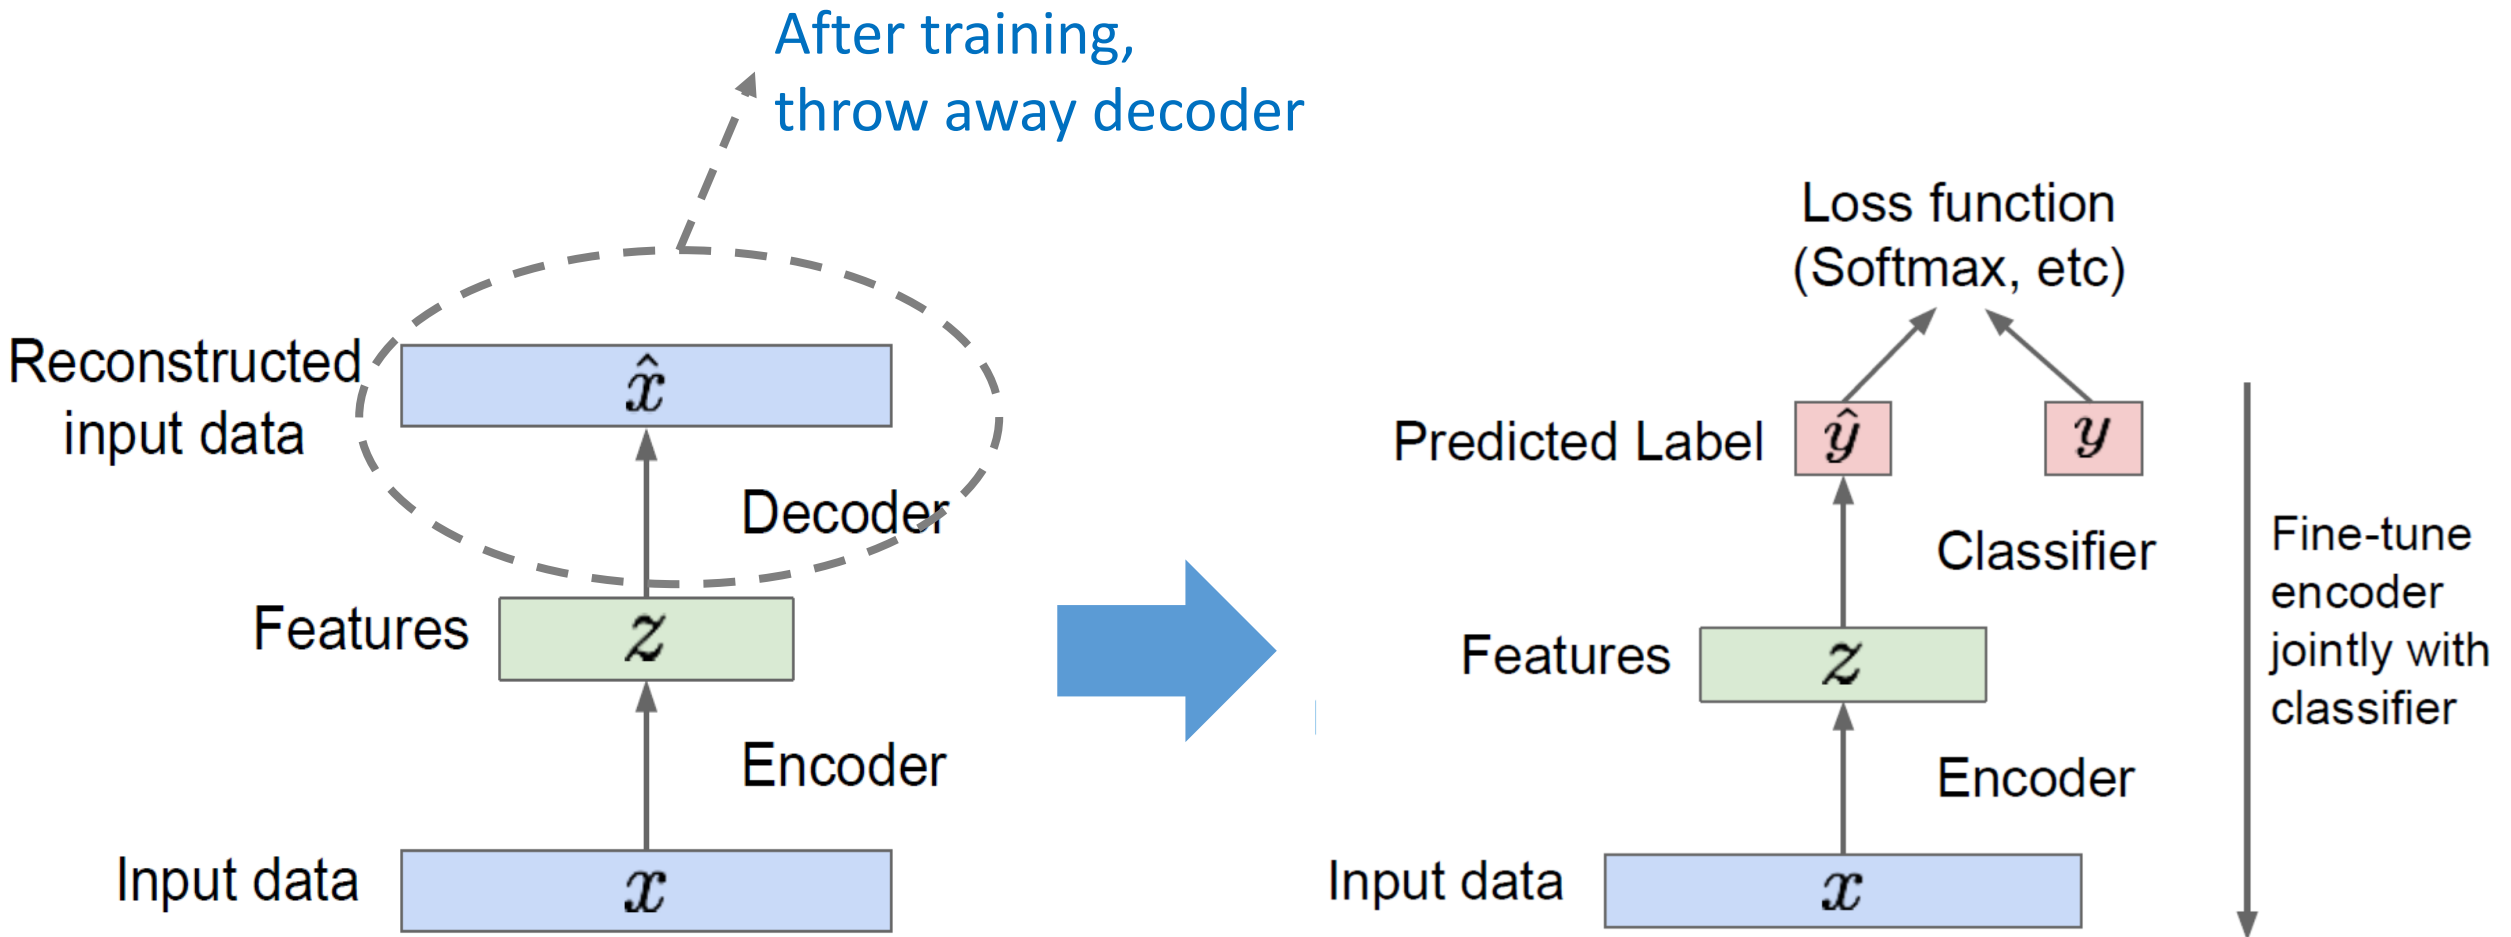 After training,
throw away decoder
Reconstructed
input data
x̂
Decoder
Features
z
Encoder
Input data
x
Loss function
(Softmax, etc)
Predicted Label
ŷ
y
Classifier
Features
z
Encoder
Input data
x
Fine-tune
encoder
jointly with
classifier